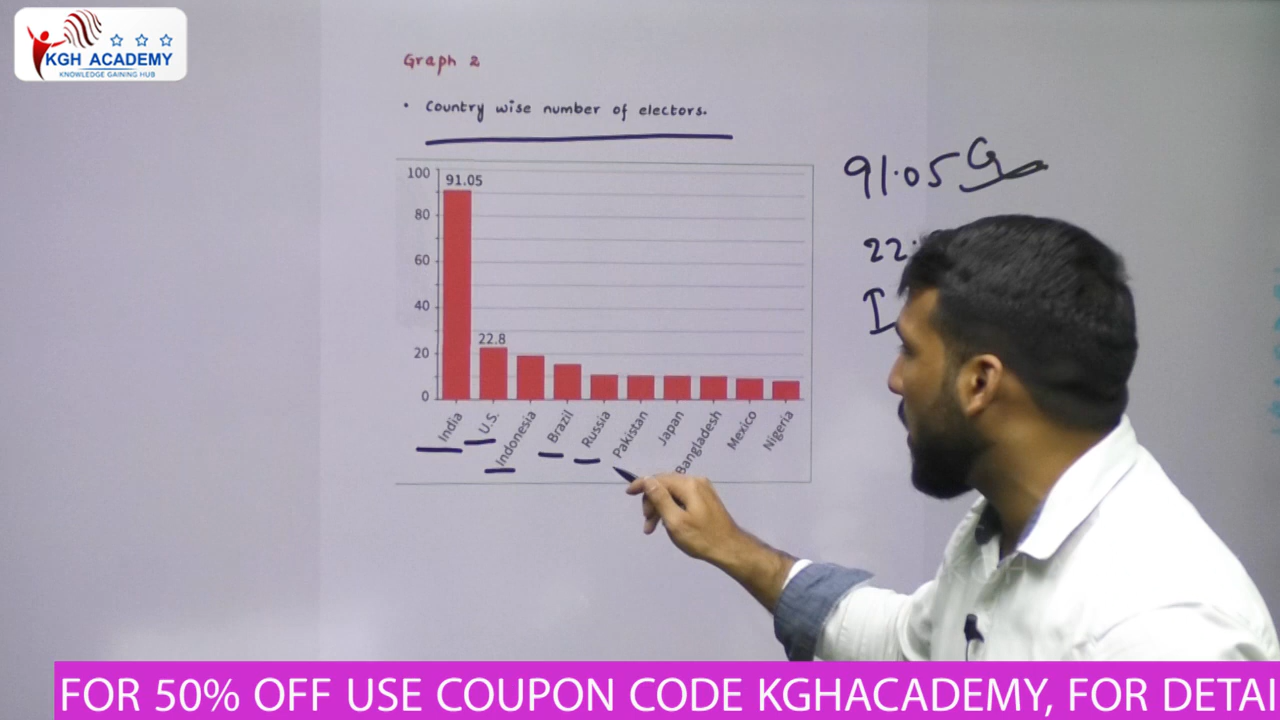 KGH ACADEMY
KNOWLEDGE GAINING HUB
Graph 2
• Country wise number of electors.
100
80
60
40
20
0
91.05
22.8
India
U.S.
Indonesia
Brazil
Russia
Pakistan
Japan
Bangladesh
Mexico
Nigeria
91.05
22.
I
FOR 50% OFF USE COUPON CODE KGHACADEMY, FOR DETAI